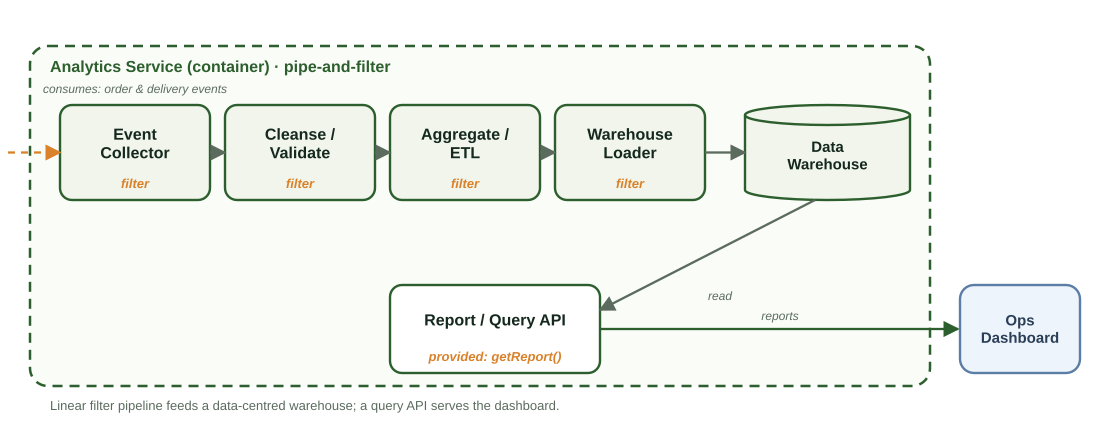 Analytics Service (container) · pipe-and-filter
consumes: order & delivery events
Event
Collector
filter
Cleanse /
Validate
filter
Aggregate /
ETL
filter
Warehouse
Loader
filter
Data
Warehouse
read
Report / Query API
provided: getReport()
reports
Ops
Dashboard
Linear filter pipeline feeds a data-centred warehouse; a query API serves the dashboard.